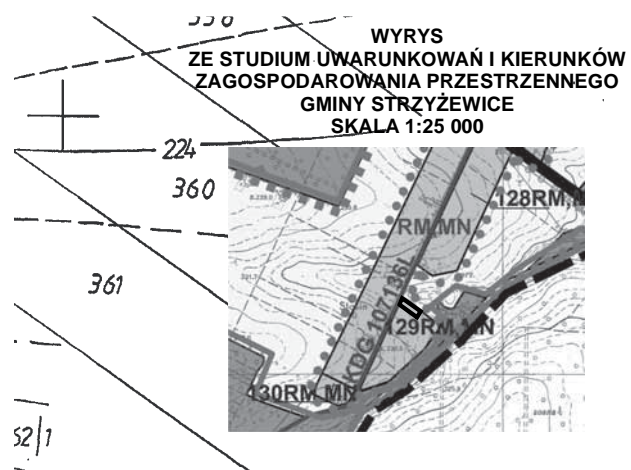 WYRYS
ZE STUDIUM UWARUNKOWAŃ I KIERUNKÓW
ZAGOSPODAROWANIA PRZESTRZENNEGO
GMINY STRZYŻEWICE
SKALA 1:25 000
224
360
361
128RM,
RM,MN
KDG 107136L
129RM,MN
130RM MN